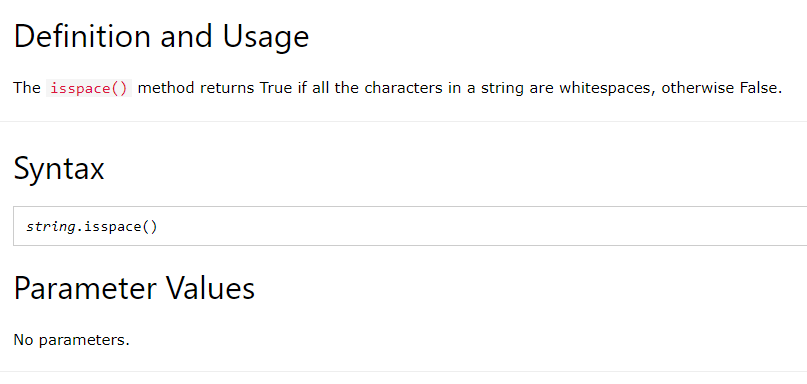 Definition and Usage
The isspace() method returns True if all the characters in a string are whitespaces, otherwise False.
Syntax
string.isspace()
Parameter Values
No parameters.